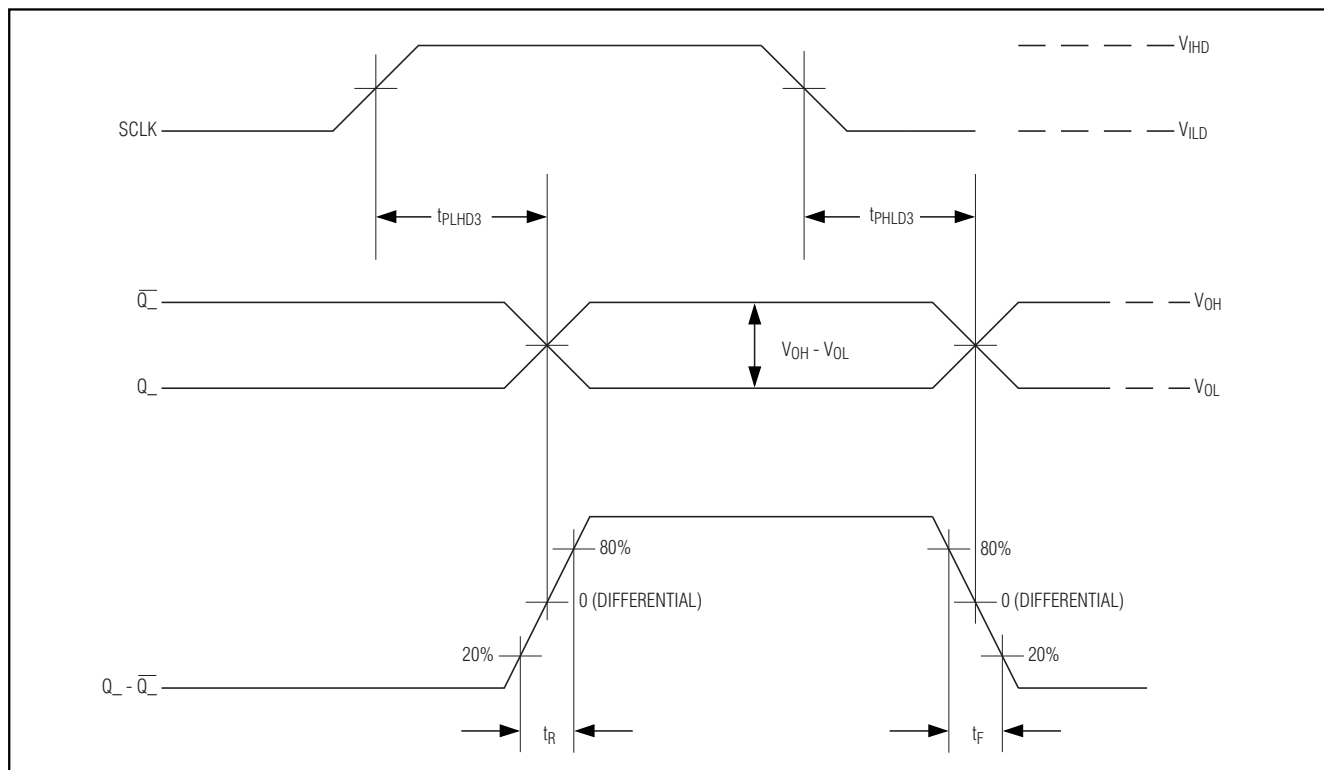 V_IHD
SCLK
V_ILD
t_PLHD3
t_PHLD3
Q̅_̅
V_OH
V_OH - V_OL
Q_
V_OL
80%
80%
0 (DIFFERENTIAL)
0 (DIFFERENTIAL)
20%
20%
Q_ - Q̅_̅
t_R
t_F